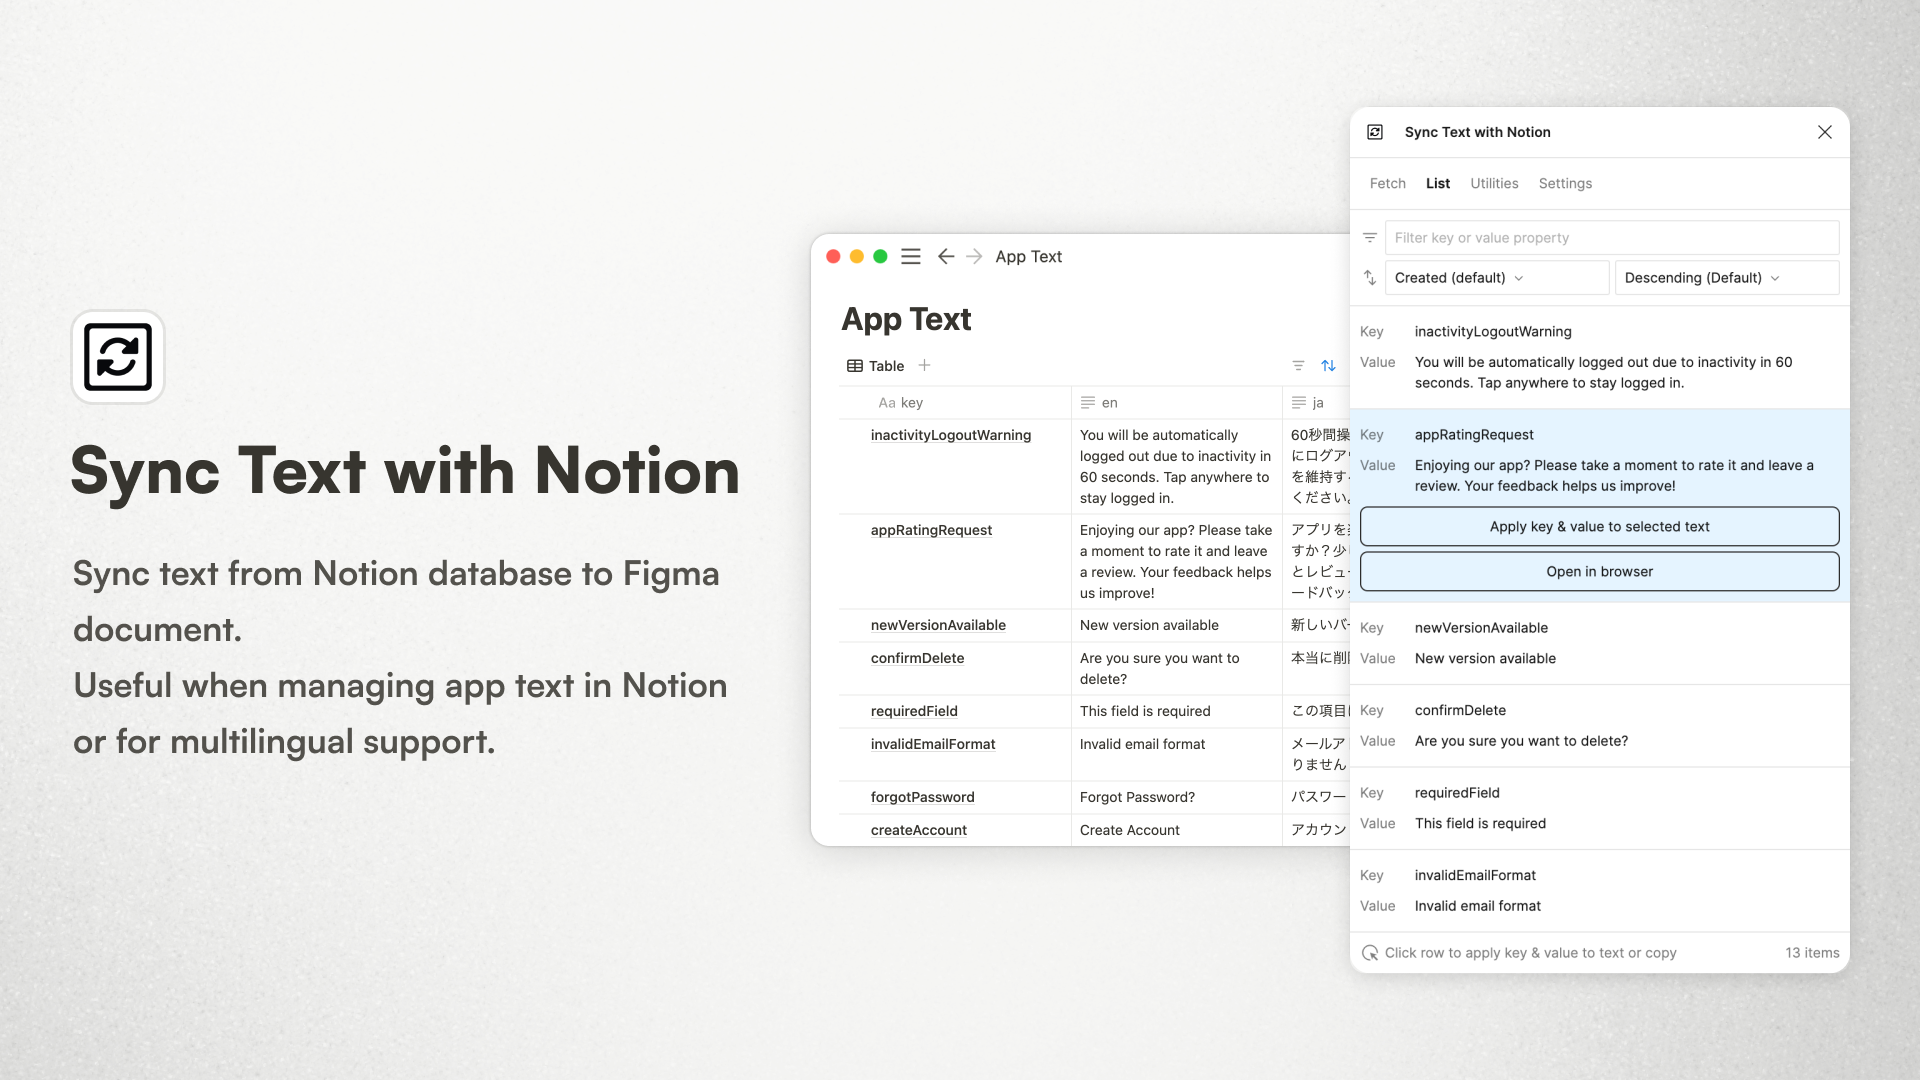 Sync Text with Notion
Sync text from Notion database to Figma
document.
Useful when managing app text in Notion
or for multilingual support.
App Text
App Text
Table
Aa key
en
ja
inactivityLogoutWarning
You will be automatically
logged out due to inactivity in
60 seconds. Tap anywhere to
stay logged in.
60秒間操
にログア
を維持す
ください。
appRatingRequest
Enjoying our app? Please take
a moment to rate it and leave
a review. Your feedback helps
us improve!
アプリを
すか？少
とレビュー
ードバッ
newVersionAvailable
New version available
新しいバ
confirmDelete
Are you sure you want to
delete?
本当に削
requiredField
This field is required
この項目
invalidEmailFormat
Invalid email format
メールア
りません
forgotPassword
Forgot Password?
パスワー
createAccount
Create Account
アカウン
Sync Text with Notion
Fetch
List
Utilities
Settings
Filter key or value property
Created (default)
Descending (Default)
Key
inactivityLogoutWarning
Value
You will be automatically logged out due to inactivity in 60
seconds. Tap anywhere to stay logged in.
Key
appRatingRequest
Value
Enjoying our app? Please take a moment to rate it and leave a
review. Your feedback helps us improve!
Apply key & value to selected text
Open in browser
Key
newVersionAvailable
Value
New version available
Key
confirmDelete
Value
Are you sure you want to delete?
Key
requiredField
Value
This field is required
Key
invalidEmailFormat
Value
Invalid email format
Click row to apply key & value to text or copy
13 items